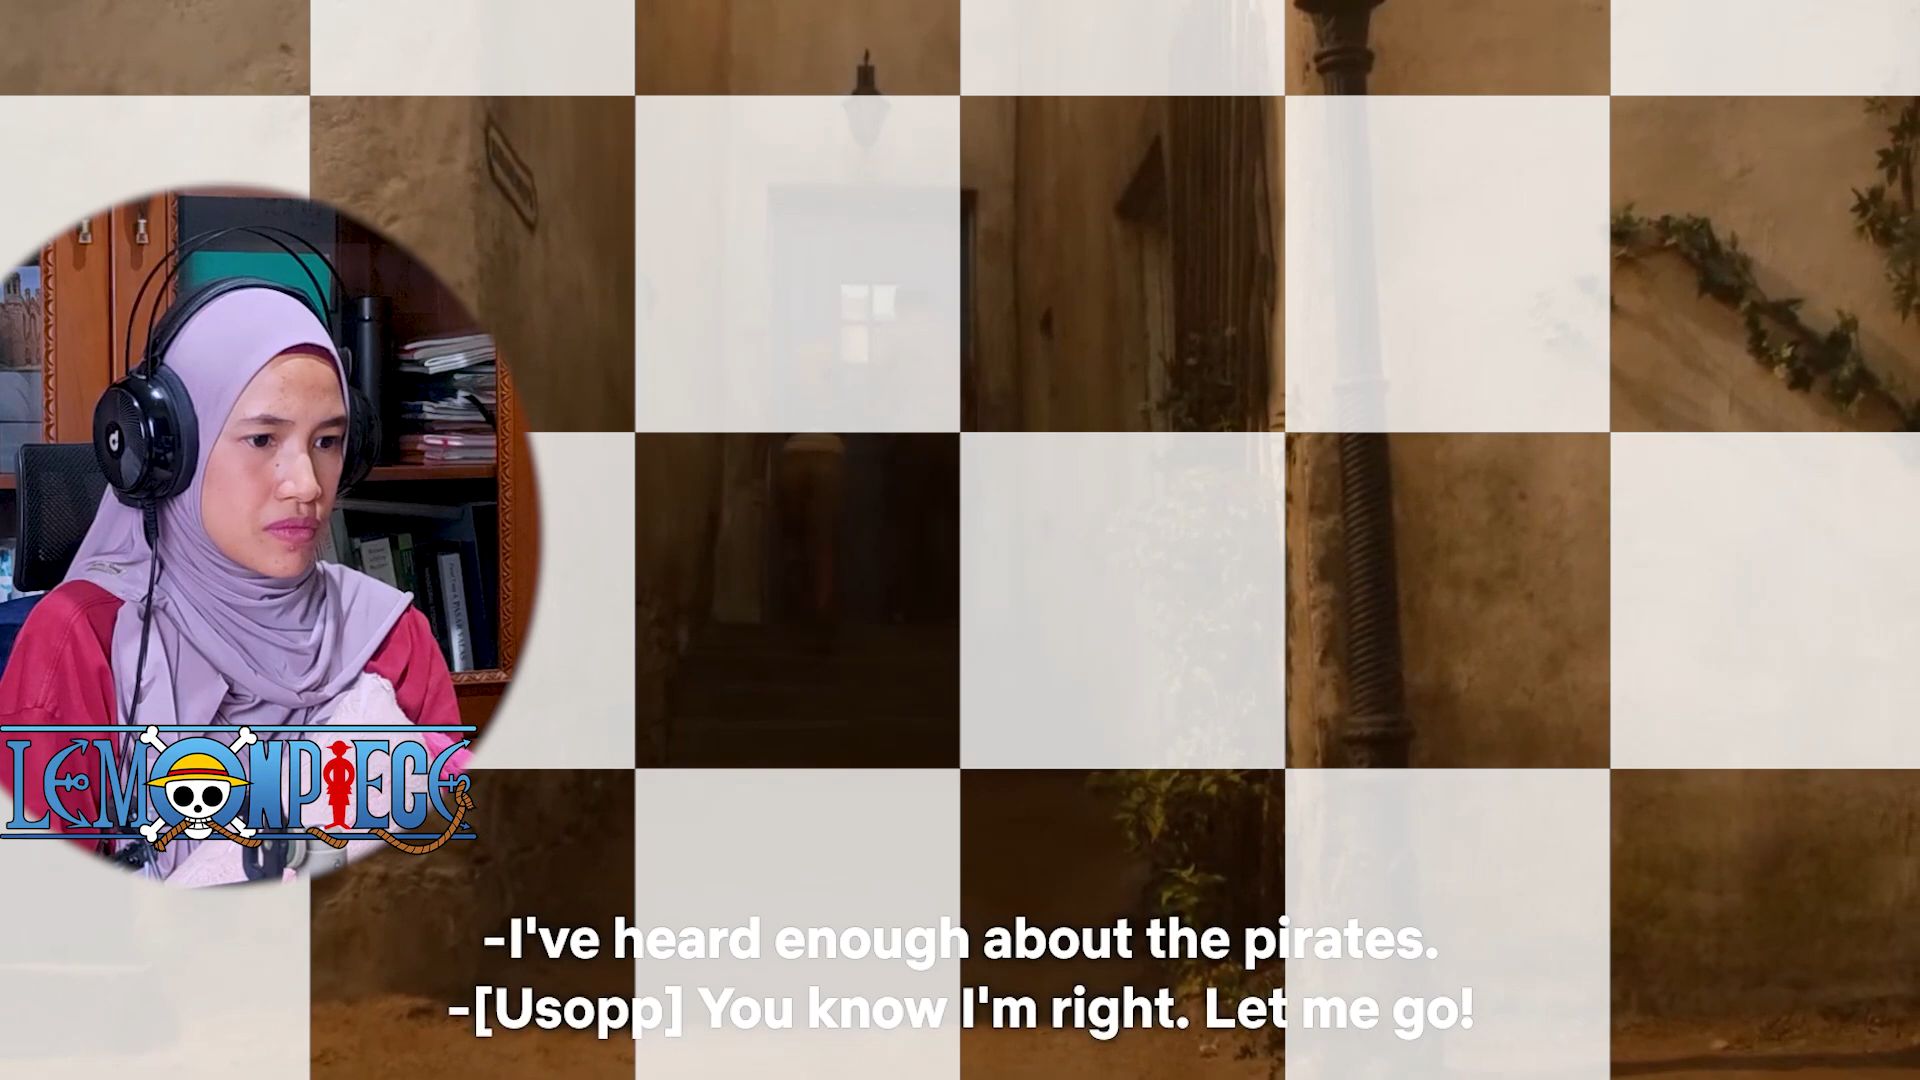 LEMONPIECE
-I've heard enough about the pirates.
-[Usopp] You know I'm right. Let me go!